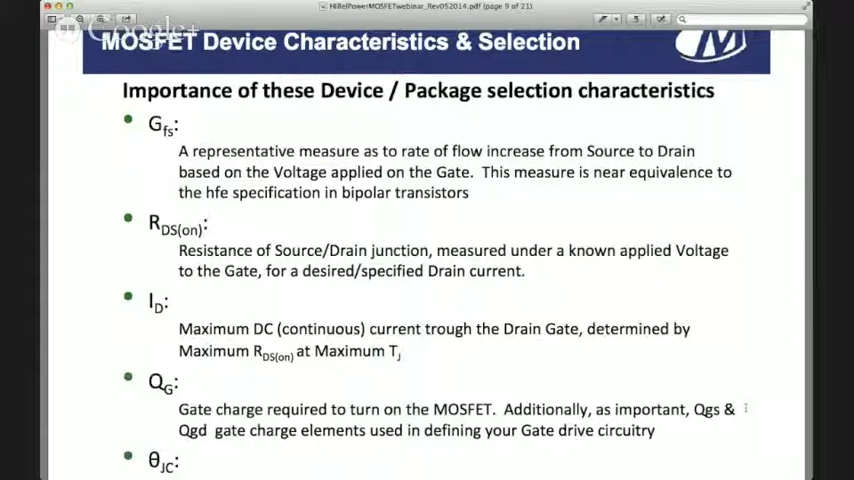 HiRelPowerMOSFETwebinar_Rev052014.pdf (page 9 of 21)
Google+
MOSFET Device Characteristics & Selection
Importance of these Device / Package selection characteristics
• Gfs:
A representative measure as to rate of flow increase from Source to Drain
based on the Voltage applied on the Gate. This measure is near equivalence to
the hfe specification in bipolar transistors
• RDS(on):
Resistance of Source/Drain junction, measured under a known applied Voltage
to the Gate, for a desired/specified Drain current.
• ID:
Maximum DC (continuous) current trough the Drain Gate, determined by
Maximum RDS(on) at Maximum TJ
• QG:
Gate charge required to turn on the MOSFET. Additionally, as important, Qgs &
Qgd gate charge elements used in defining your Gate drive circuitry
• θJC: